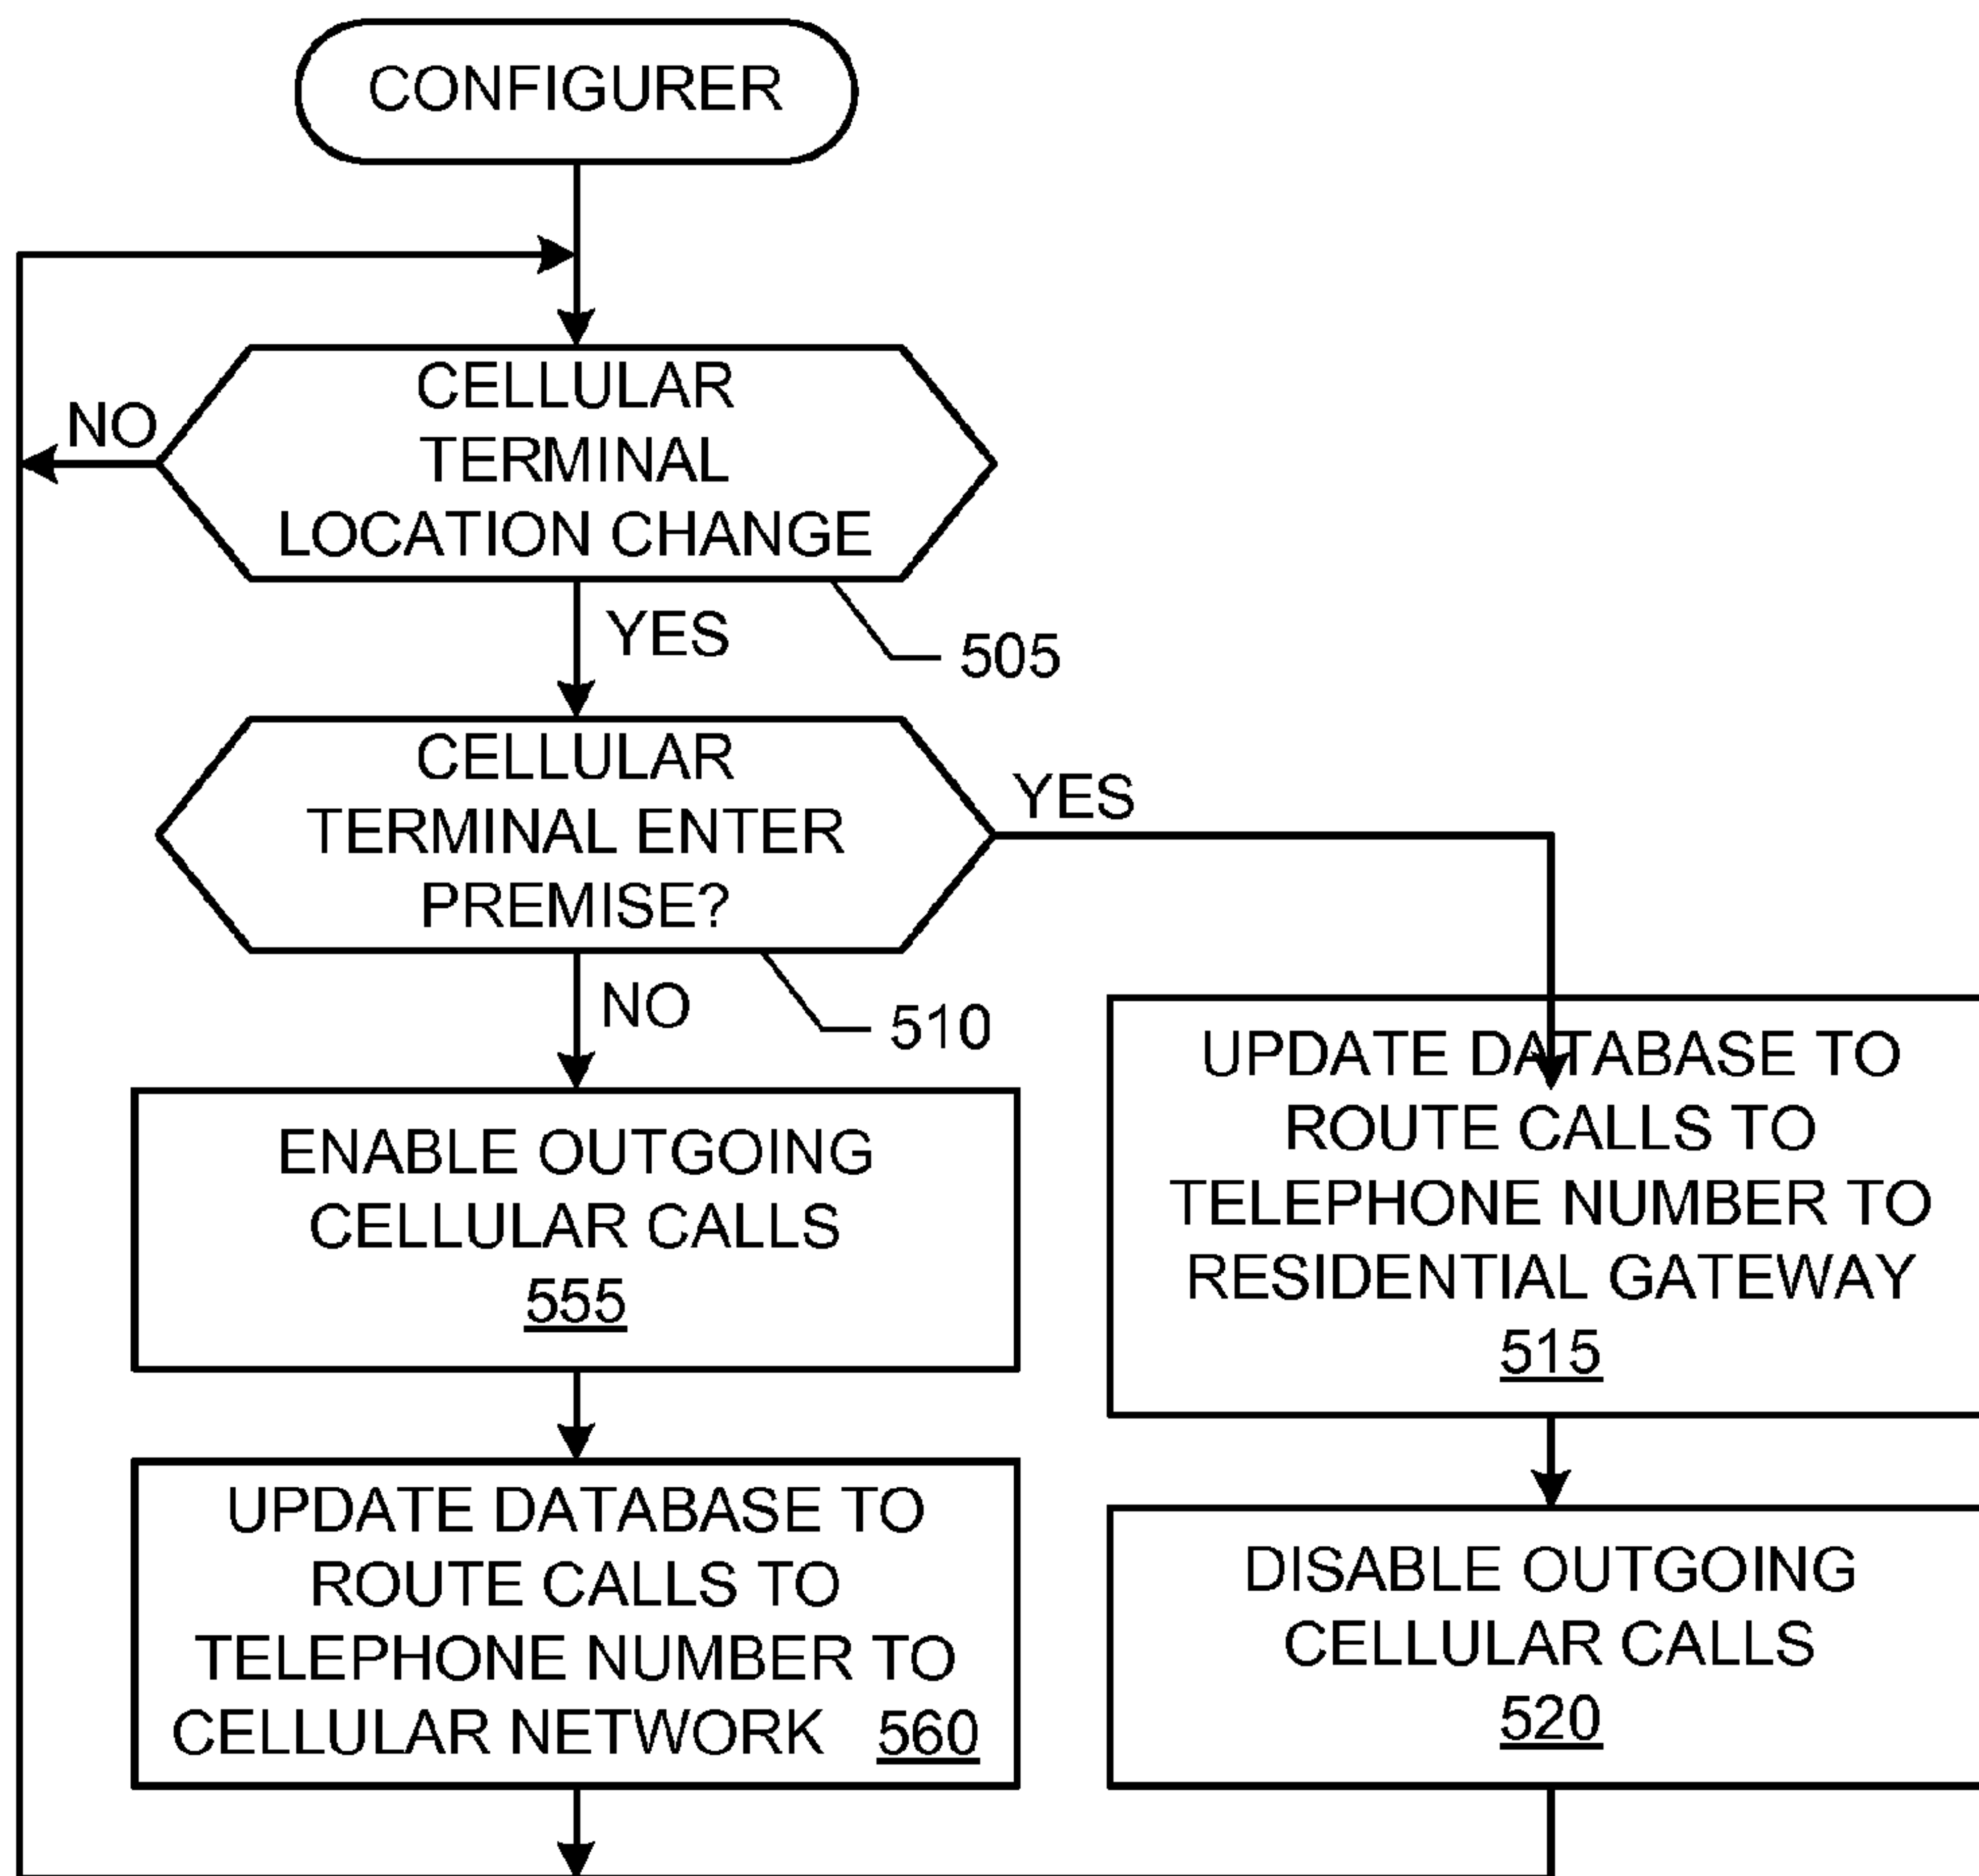 CONFIGURER
CELLULAR
TERMINAL
LOCATION CHANGE
NO
YES
505
CELLULAR
TERMINAL ENTER
PREMISE?
YES
NO
510
ENABLE OUTGOING
CELLULAR CALLS
555
UPDATE DATABASE TO
ROUTE CALLS TO
TELEPHONE NUMBER TO
RESIDENTIAL GATEWAY
515
UPDATE DATABASE TO
ROUTE CALLS TO
TELEPHONE NUMBER TO
CELLULAR NETWORK 560
DISABLE OUTGOING
CELLULAR CALLS
520